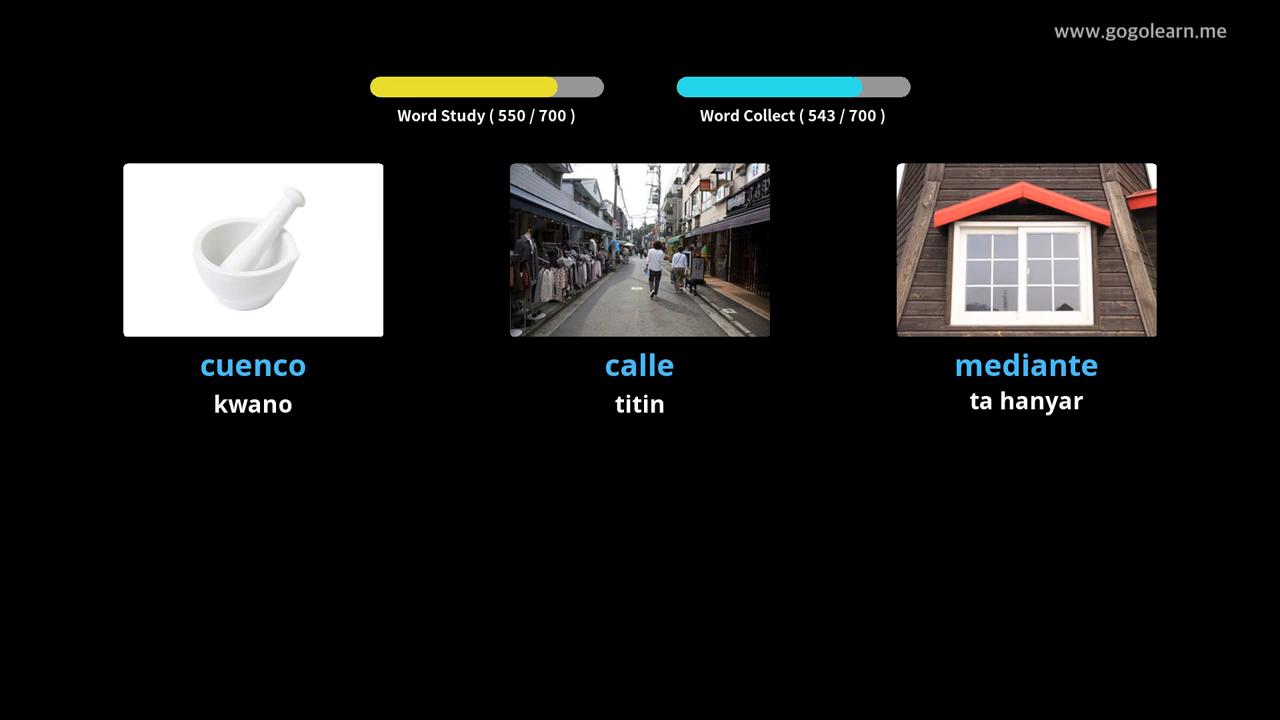 www.gogolearn.me
Word Study ( 550 / 700 )
Word Collect ( 543 / 700 )
cuenco
calle
mediante
kwano
titin
ta hanyar